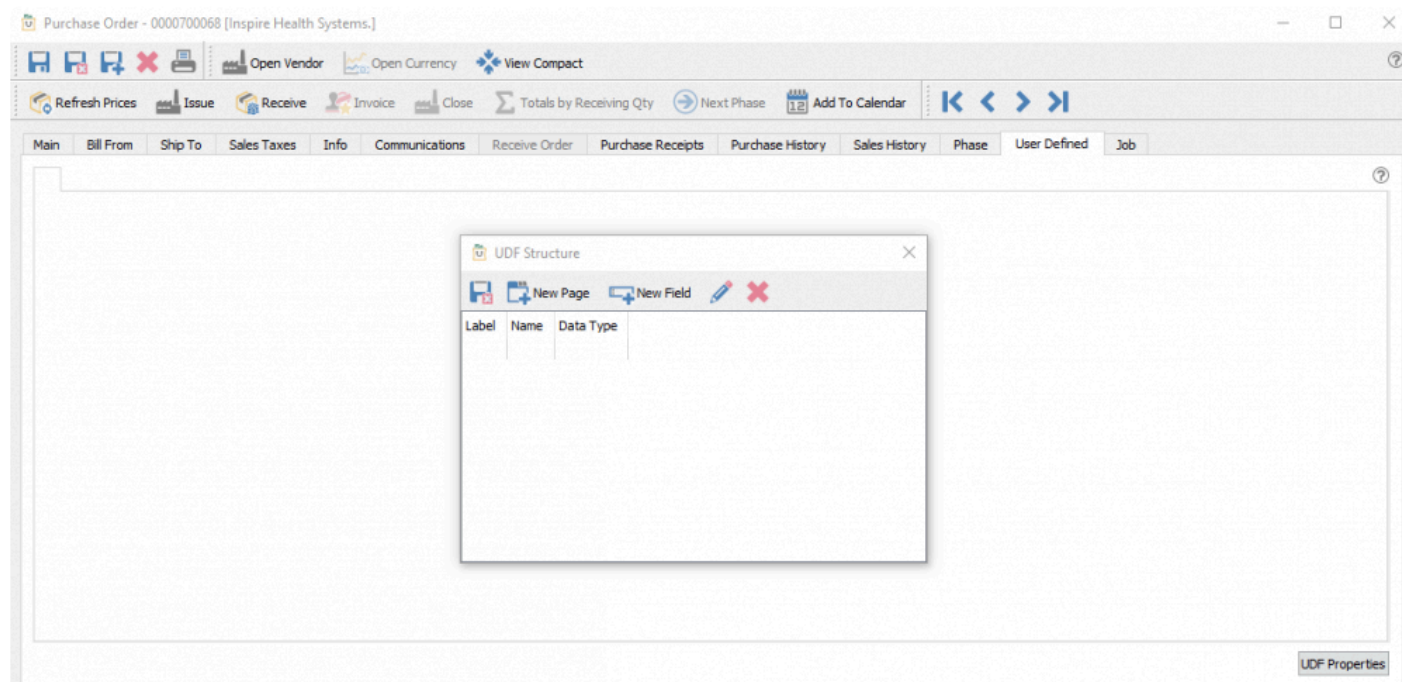 Purchase Order - 0000700068 [Inspire Health Systems.]
Open Vendor Open Currency View Compact
Refresh Prices Issue Receive Invoice Close Totals by Receiving Qty Next Phase 12 Add To Calendar
Main Bill From Ship To Sales Taxes Info Communications Receive Order Purchase Receipts Purchase History Sales History Phase User Defined Job
UDF Structure
New Page New Field
Label Name Data Type
UDF Properties